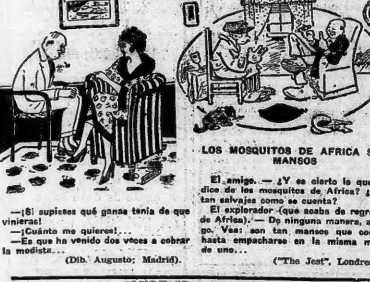 —¡Si supieses qué ganas tenía de que
vinieras!
—¡Cuánto me quieres!...
—Es que ha venido dos veces a cobrar
la modista...
(Dib. Augusto; Madrid).
LOS MOSQUITOS DE AFRICA
MANSOS
El amigo. — ¿Y es cierto lo que
dice de los mosquitos de Africa?
tan salvajes como se cuenta?
El explorador (que acaba de
de Africa). — De ninguna manera,
go. Vea: son tan mansos que
hasta empacharse en la misma
de uno...
("The Jest",